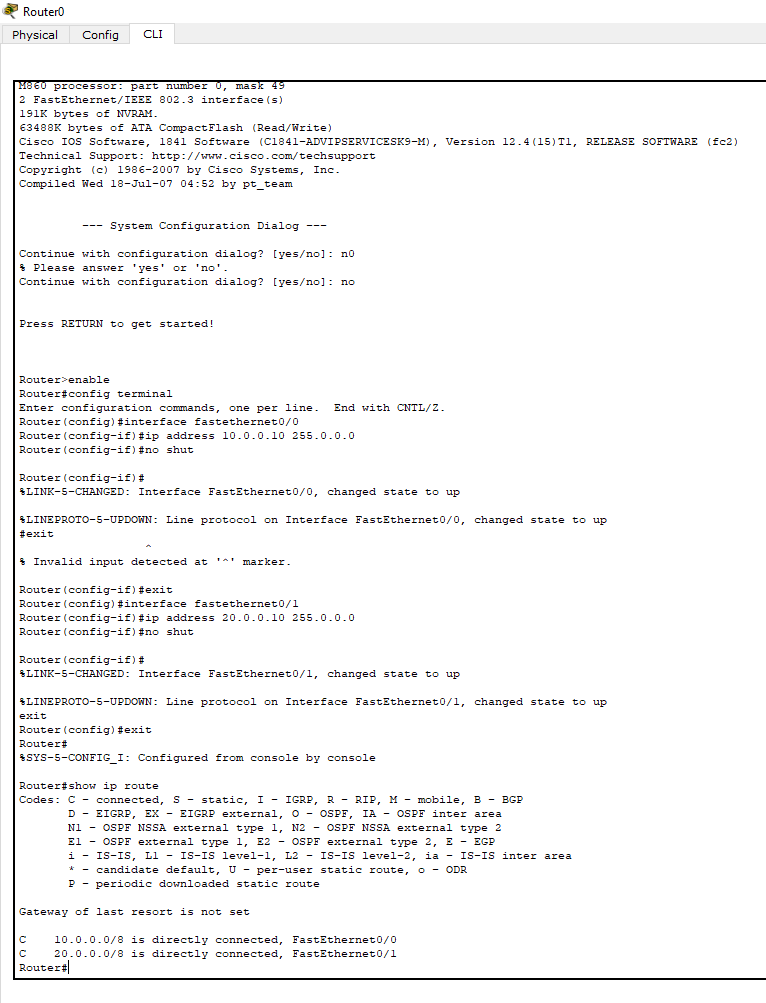 Router0
Physical Config CLI
M860 processor: part number 0, mask 49
2 FastEthernet/IEEE 802.3 interface(s)
191K bytes of NVRAM.
63488K bytes of ATA CompactFlash (Read/Write)
Cisco IOS Software, 1841 Software (C1841-ADVIPSERVICESK9-M), Version 12.4(15)T1, RELEASE SOFTWARE (fc2)
Technical Support: http://www.cisco.com/techsupport
Copyright (c) 1986-2007 by Cisco Systems, Inc.
Compiled Wed 18-Jul-07 04:52 by pt_team
--- System Configuration Dialog ---
Continue with configuration dialog? [yes/no]: n0
% Please answer 'yes' or 'no'.
Continue with configuration dialog? [yes/no]: no
Press RETURN to get started!
Router>enable
Router#config terminal
Enter configuration commands, one per line.  End with CNTL/Z.
Router(config)#interface fastethernet0/0
Router(config-if)#ip address 10.0.0.10 255.0.0.0
Router(config-if)#no shut
Router(config-if)#
%LINK-5-CHANGED: Interface FastEthernet0/0, changed state to up
%LINEPROTO-5-UPDOWN: Line protocol on Interface FastEthernet0/0, changed state to up
#exit
^
% Invalid input detected at '^' marker.
Router(config-if)#exit
Router(config)#interface fastethernet0/1
Router(config-if)#ip address 20.0.0.10 255.0.0.0
Router(config-if)#no shut
Router(config-if)#
%LINK-5-CHANGED: Interface FastEthernet0/1, changed state to up
%LINEPROTO-5-UPDOWN: Line protocol on Interface FastEthernet0/1, changed state to up
exit
Router(config)#exit
Router#
%SYS-5-CONFIG_I: Configured from console by console
Router#show ip route
Codes: C - connected, S - static, I - IGRP, R - RIP, M - mobile, B - BGP
D - EIGRP, EX - EIGRP external, O - OSPF, IA - OSPF inter area
N1 - OSPF NSSA external type 1, N2 - OSPF NSSA external type 2
E1 - OSPF external type 1, E2 - OSPF external type 2, E - EGP
i - IS-IS, L1 - IS-IS level-1, L2 - IS-IS level-2, ia - IS-IS inter area
* - candidate default, U - per-user static route, o - ODR
P - periodic downloaded static route
Gateway of last resort is not set
C    10.0.0.0/8 is directly connected, FastEthernet0/0
C    20.0.0.0/8 is directly connected, FastEthernet0/1
Router#